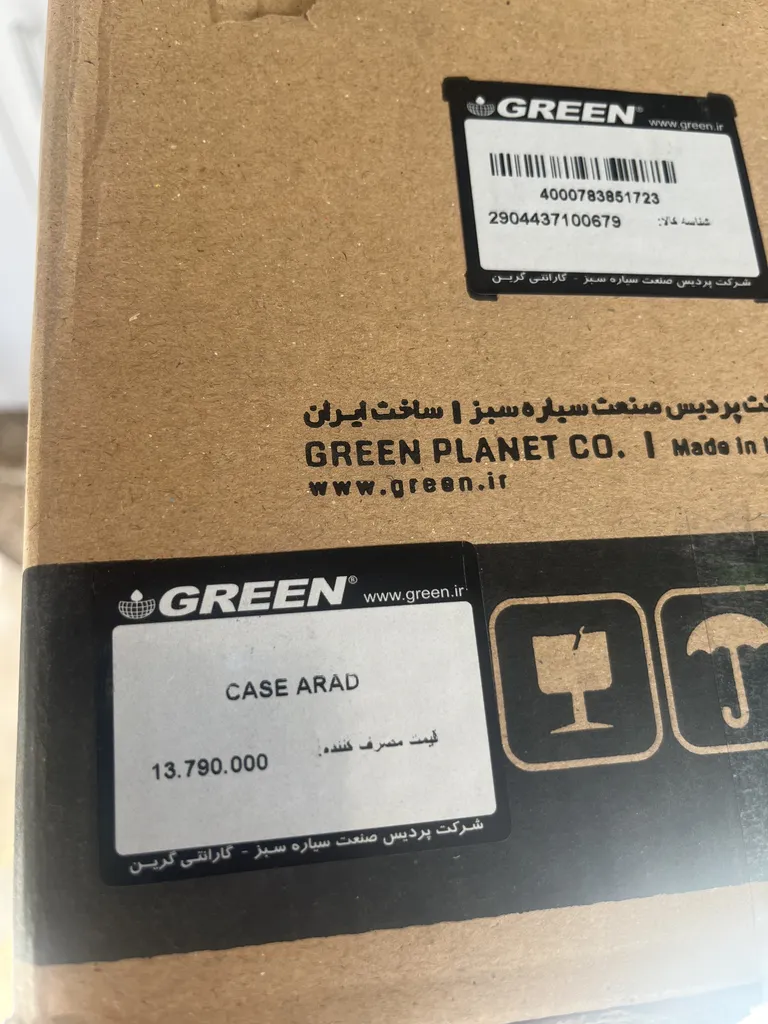 GREEN® www.green.ir
4000783851723
شناسه کالا: 2904437100679
شرکت پردیس صنعت سیاره سبز - گارانتی گرین
پردیس صنعت سیاره سبز | ساخت ایران
GREEN PLANET CO. | Made in
www.green.ir
GREEN® www.green.ir
CASE ARAD
قیمت مصرف کننده: 13.790.000
شرکت پردیس صنعت سیاره سبز - گارانتی گرین